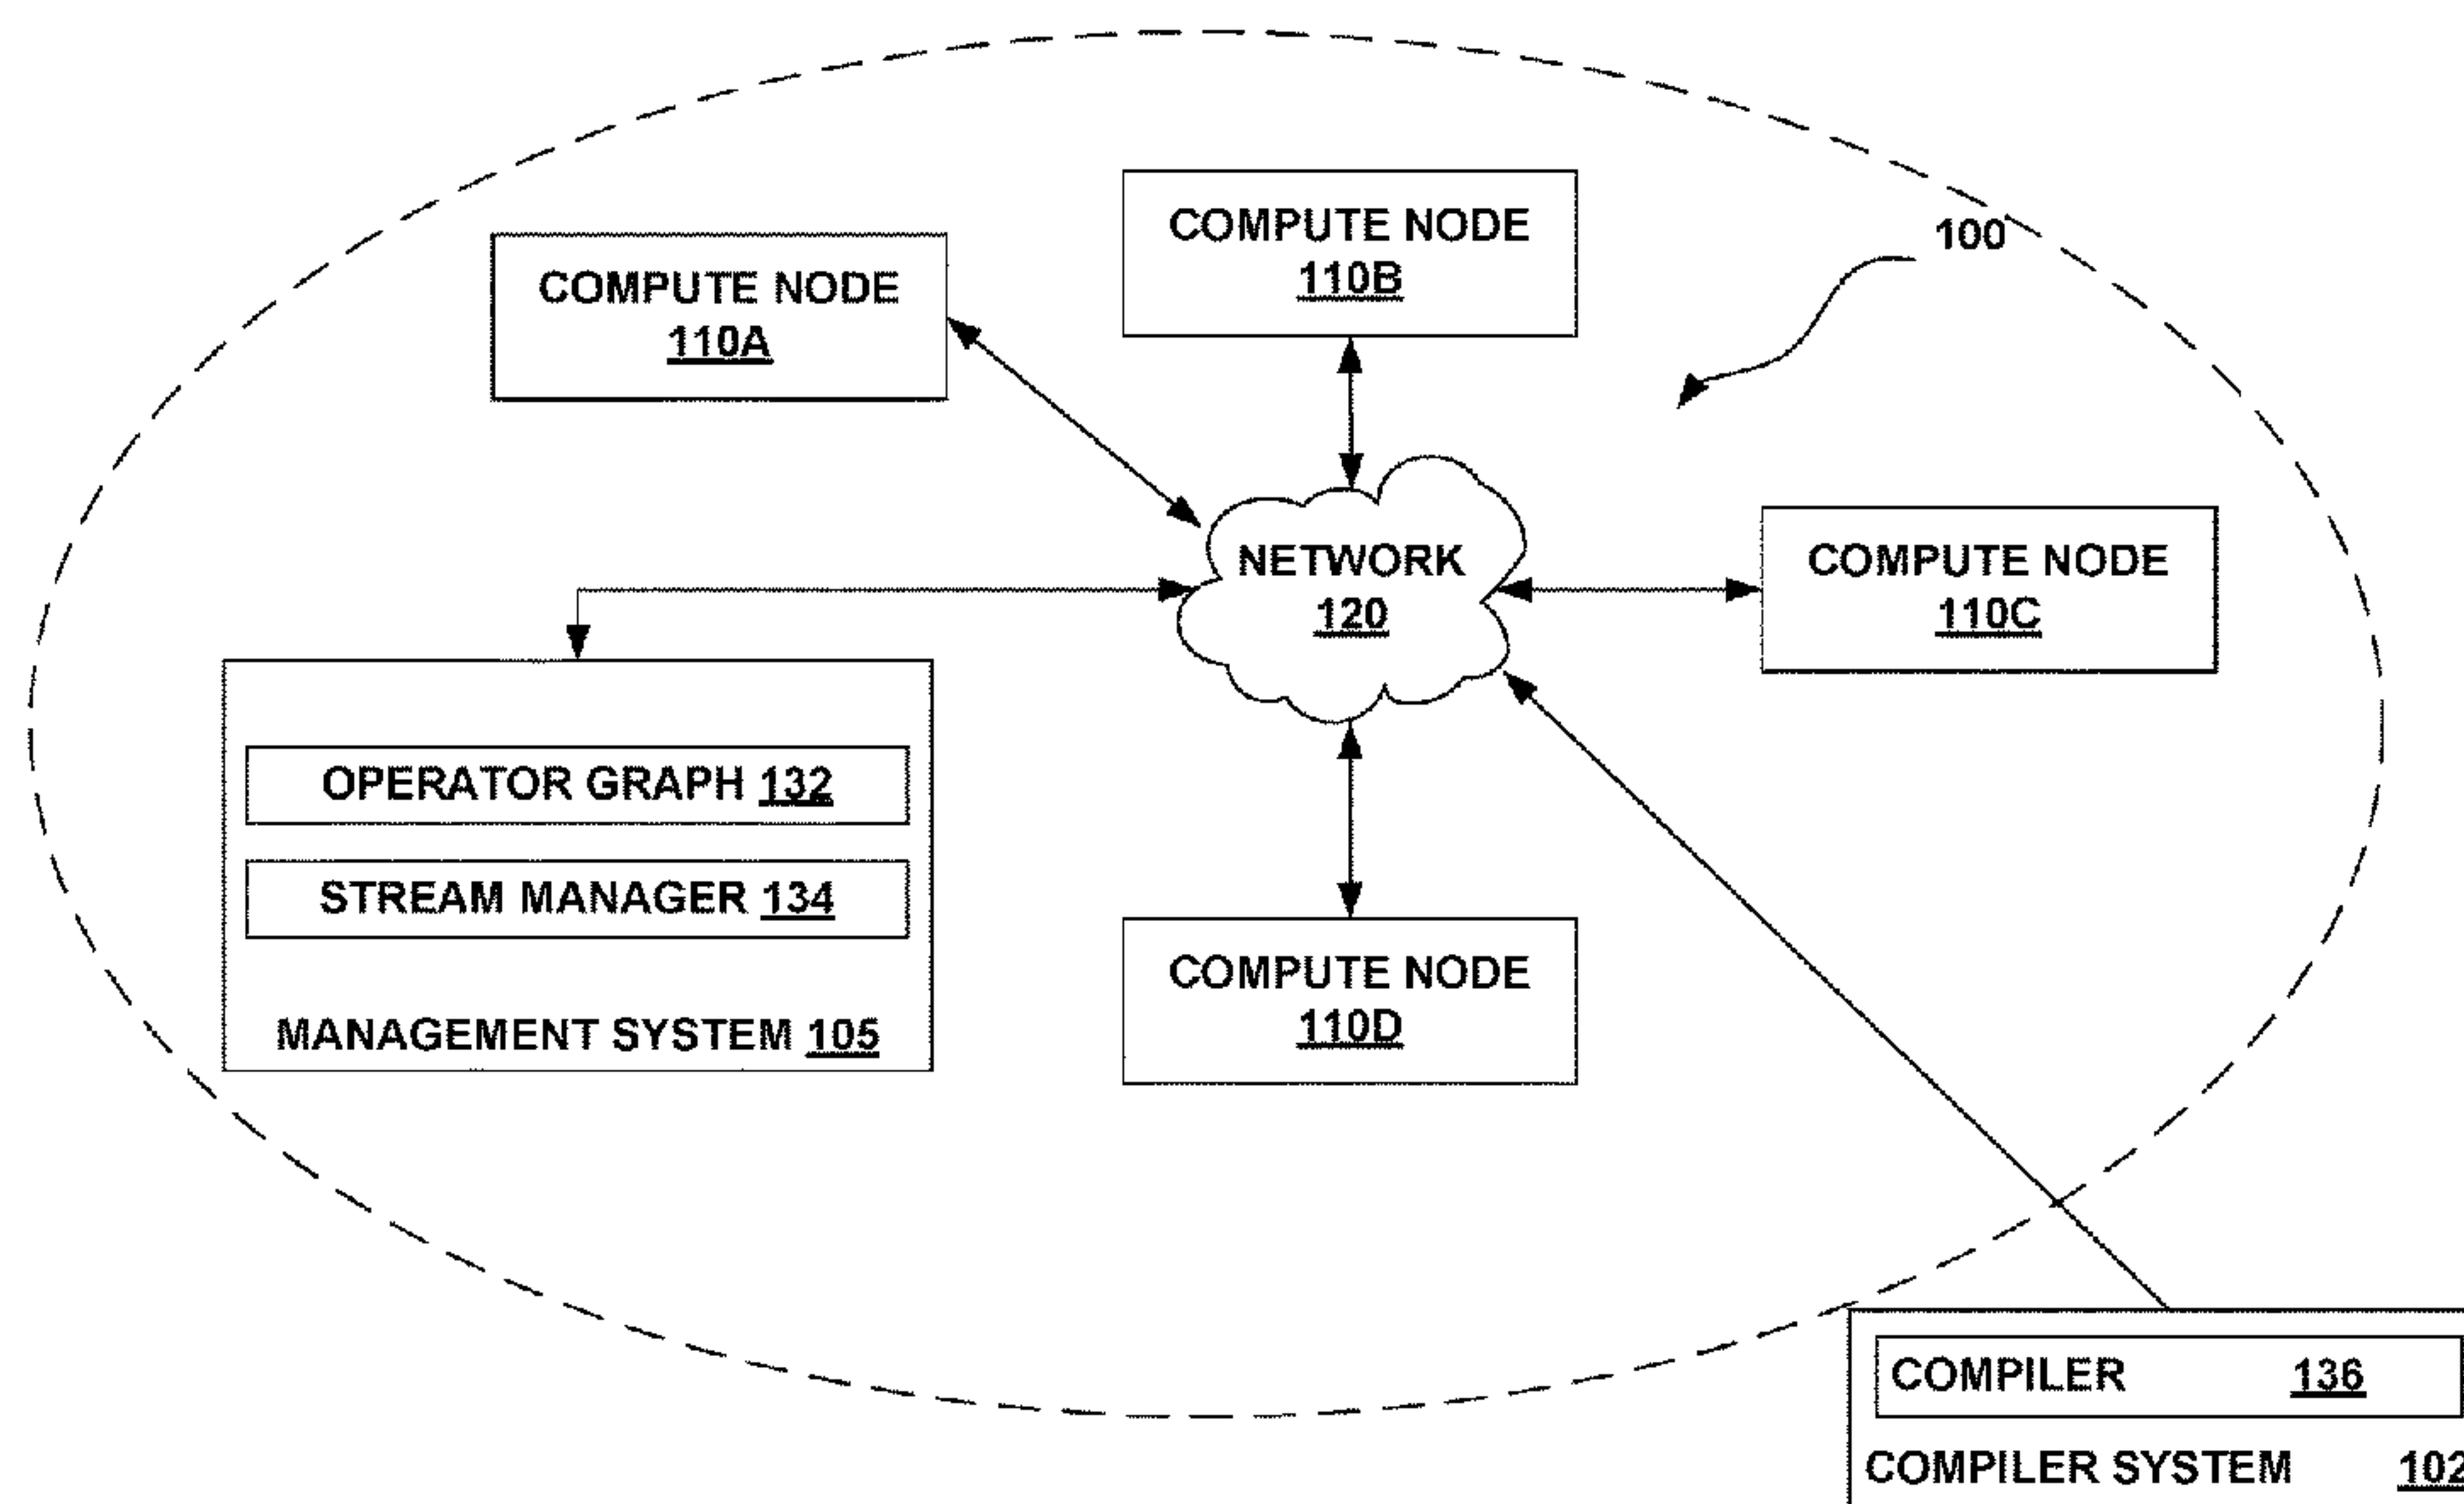 COMPUTE NODE
110B
100
COMPUTE NODE
110A
NETWORK
120
COMPUTE NODE
110C
OPERATOR GRAPH 132
STREAM MANAGER 134
MANAGEMENT SYSTEM 105
COMPUTE NODE
110D
COMPILER 136
COMPILER SYSTEM 102